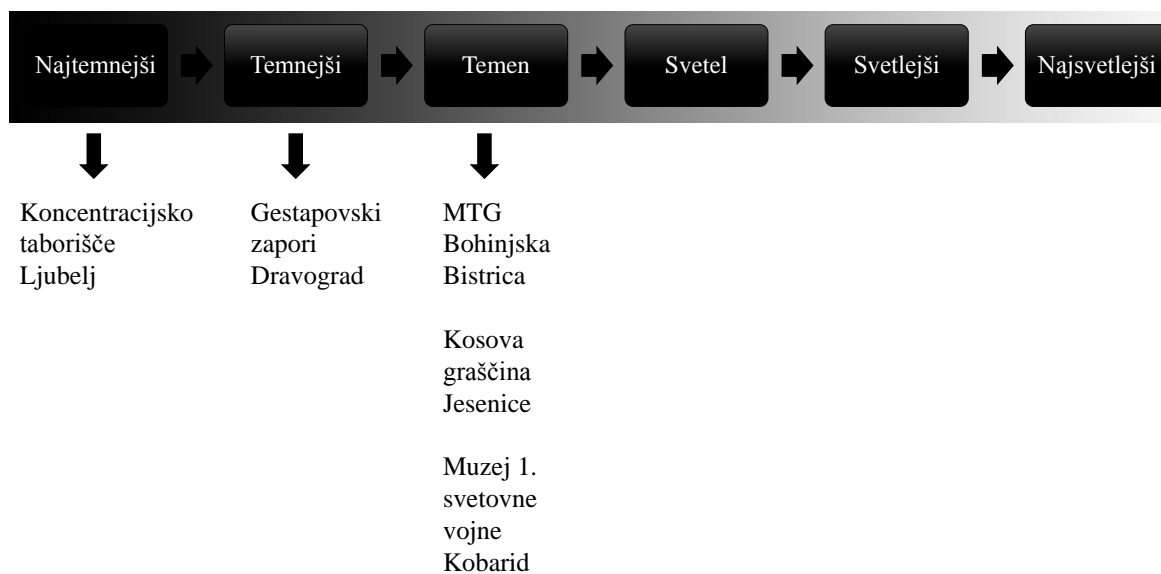 Najtemnejši
Temnejši
Temen
Svetel
Svetlejši
Najsvetlejši
Koncentracijsko
taborišče
Ljubelj
Gestapovski
zapori
Dravograd
MTG
Bohinjska
Bistrica
Kosova
graščina
Jesenice
Muzej 1.
svetovne
vojne
Kobarid